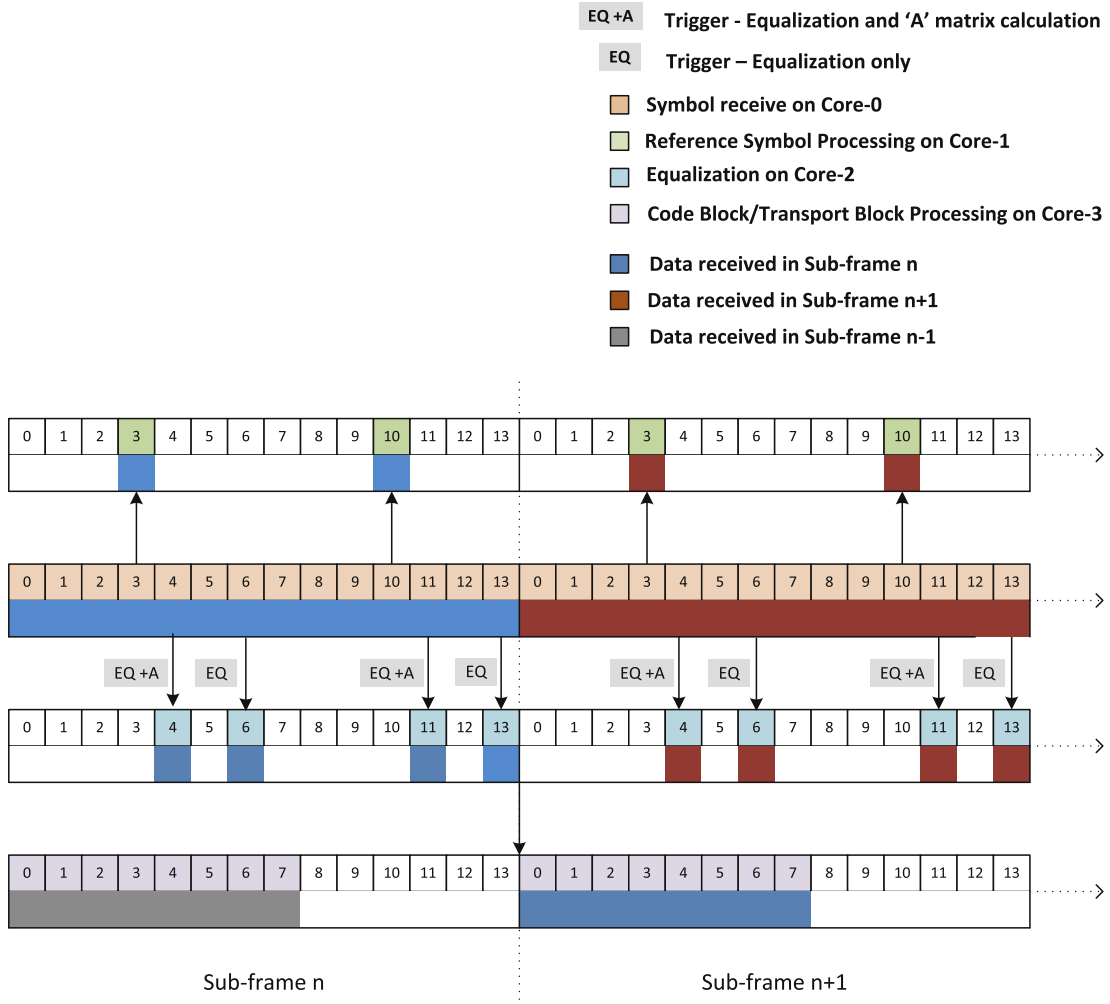 EQ +A Trigger - Equalization and ‘A’ matrix calculation
EQ Trigger – Equalization only
Symbol receive on Core-0
Reference Symbol Processing on Core-1
Equalization on Core-2
Code Block/Transport Block Processing on Core-3
Data received in Sub-frame n
Data received in Sub-frame n+1
Data received in Sub-frame n-1
0 1 2 3 4 5 6 7 8 9 10 11 12 13 0 1 2 3 4 5 6 7 8 9 10 11 12 13
0 1 2 3 4 5 6 7 8 9 10 11 12 13 0 1 2 3 4 5 6 7 8 9 10 11 12 13
EQ +A EQ EQ +A EQ EQ +A EQ EQ +A EQ
0 1 2 3 4 5 6 7 8 9 10 11 12 13 0 1 2 3 4 5 6 7 8 9 10 11 12 13
0 1 2 3 4 5 6 7 8 9 10 11 12 13 0 1 2 3 4 5 6 7 8 9 10 11 12 13
Sub-frame n Sub-frame n+1